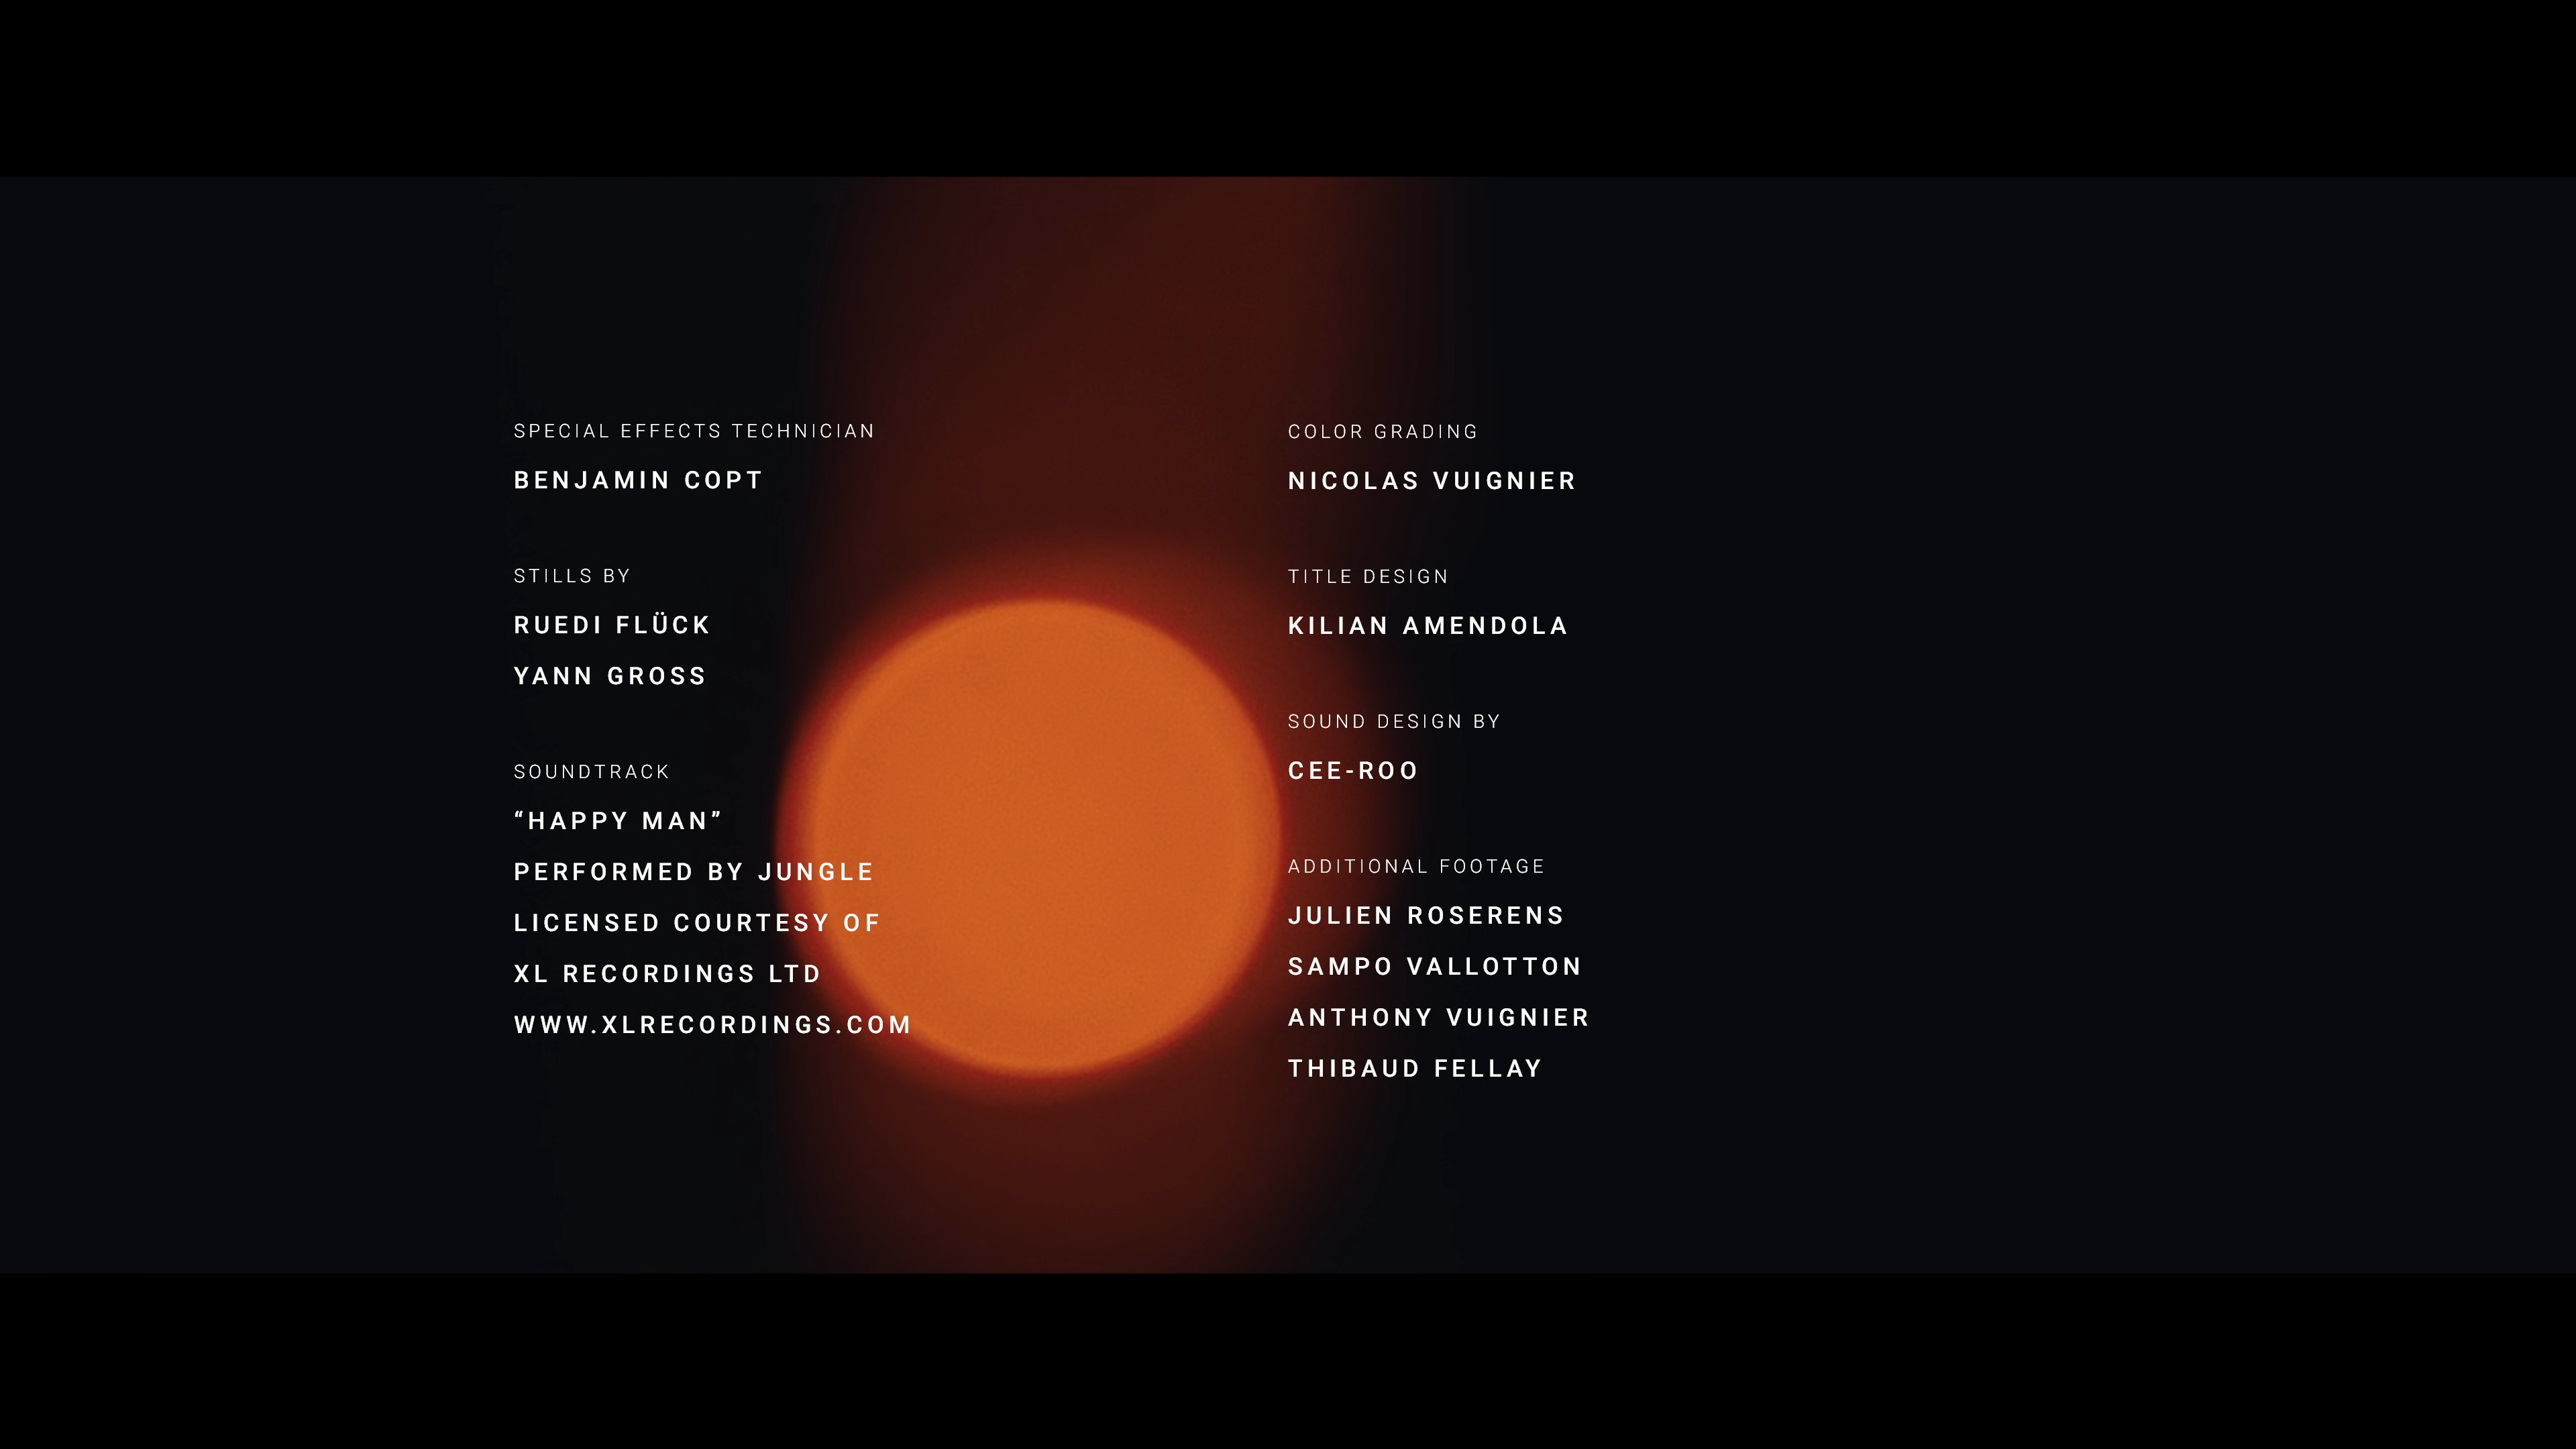 SPECIAL EFFECTS TECHNICIAN
BENJAMIN COPT
STILLS BY
RUEDI FLÜCK
YANN GROSS
SOUNDTRACK
“HAPPY MAN”
PERFORMED BY JUNGLE
LICENSED COURTESY OF
XL RECORDINGS LTD
WWW.XLRECORDINGS.COM
COLOR GRADING
NICOLAS VUIGNIER
TITLE DESIGN
KILIAN AMENDOLA
SOUND DESIGN BY
CEE-ROO
ADDITIONAL FOOTAGE
JULIEN ROSERENS
SAMPO VALLOTTON
ANTHONY VUIGNIER
THIBAUD FELLAY